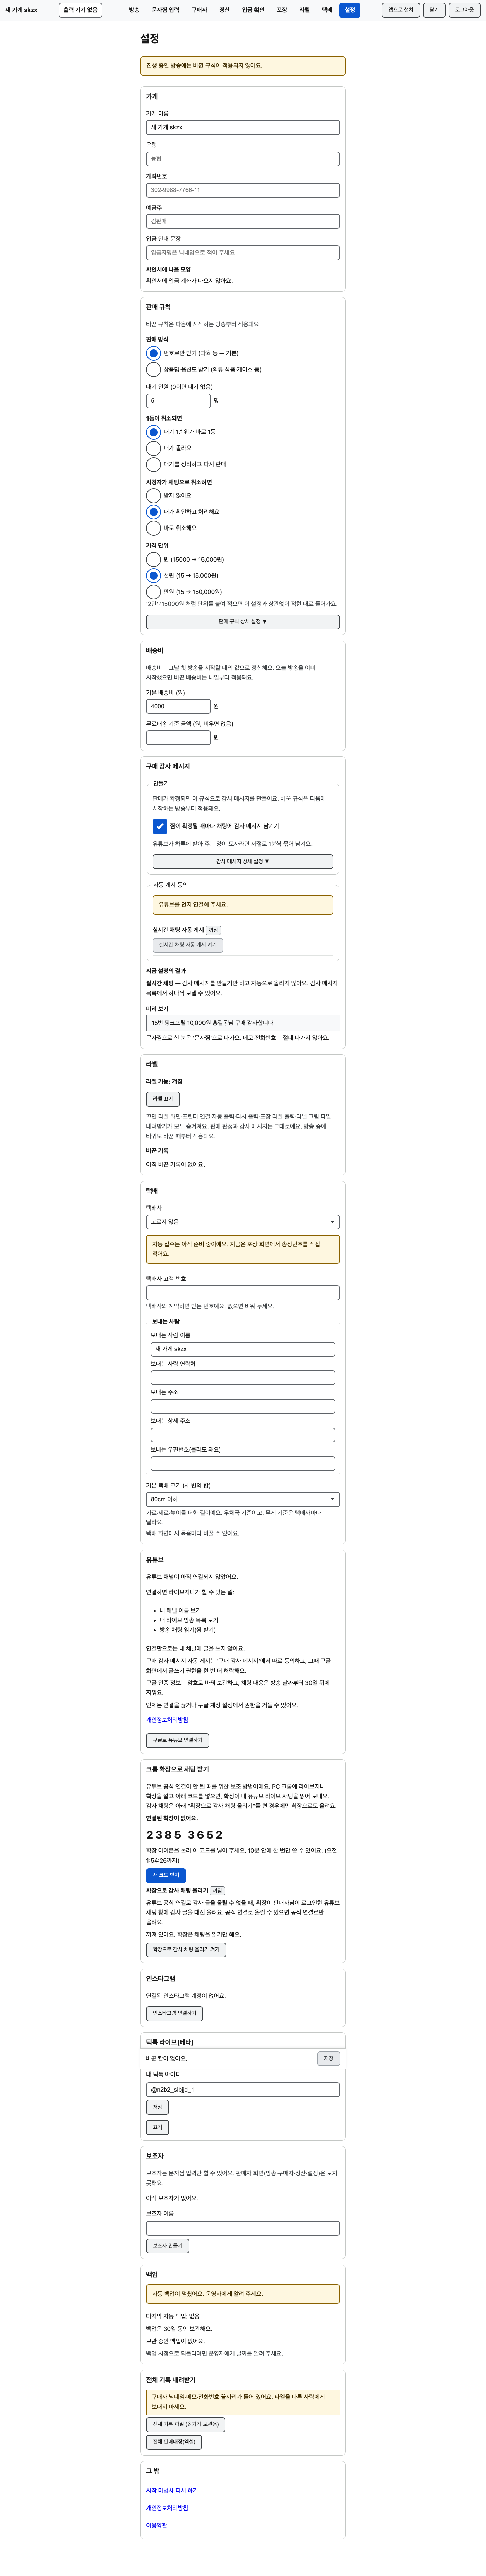 새 가게 skzx
출력 기기 없음
방송
문자찜 입력
구매자
정산
입금 확인
포장
라벨
택배
설정
앱으로 설치
닫기
로그아웃
설정
진행 중인 방송에는 바뀐 규칙이 적용되지 않아요.
가게
가게 이름
새 가게 skzx
은행
농협
계좌번호
302-9988-7766-11
예금주
김판매
입금 안내 문장
입금자명은 닉네임으로 적어 주세요
확인서에 나올 모양
확인서에 입금 계좌가 나오지 않아요.
판매 규칙
바꾼 규칙은 다음에 시작하는 방송부터 적용돼요.
판매 방식
번호로만 받기 (다육 등 — 기본)
상품명·옵션도 받기 (의류·식품·케이스 등)
대기 인원 (0이면 대기 없음)
5 명
1등이 취소되면
대기 1순위가 바로 1등
내가 골라요
대기를 정리하고 다시 판매
시청자가 채팅으로 취소하면
받지 않아요
내가 확인하고 처리해요
바로 취소해요
가격 단위
원 (15000 → 15,000원)
천원 (15 → 15,000원)
만원 (15 → 150,000원)
'2만' '15000원'처럼 단위를 붙여 적으면 이 설정과 상관없이 적힌 대로 들어가요.
판매 규칙 상세 설정 ▼
배송비
배송비는 그날 첫 방송을 시작할 때의 값으로 정산해요. 오늘 방송을 이미
시작했으면 바꾼 배송비는 내일부터 적용돼요.
기본 배송비 (원)
4000 원
무료배송 기준 금액 (원, 비우면 없음)
원
구매 감사 메시지
만들기
판매가 확정되면 이 규칙으로 감사 메시지를 만들어요. 바꾼 규칙은 다음에
시작하는 방송부터 적용돼요.
찜이 확정될 때마다 채팅에 감사 메시지 남기기
유튜브가 하루에 받아 주는 양이 모자라면 저절로 1분씩 묶어 남겨요.
감사 메시지 상세 설정 ▼
자동 게시 동의
유튜브를 먼저 연결해 주세요.
실시간 채팅 자동 게시 꺼짐
실시간 채팅 자동 게시 켜기
지금 설정의 결과
실시간 채팅 — 감사 메시지를 만들기만 하고 자동으로 올리지 않아요. 감사 메시지
목록에서 하나씩 보낼 수 있어요.
미리 보기
15번 핑크프릴 10,000원 홍길동님 구매 감사합니다
문자찜으로 산 분은 '문자찜'으로 나가요. 메모·전화번호는 절대 나가지 않아요.
라벨
라벨 기능: 켜짐
라벨 끄기
끄면 라벨 화면·프린터 연결·자동 출력·다시 출력·포장 라벨 출력·라벨 그림 파일
내려받기가 모두 숨겨져요. 판매 판정과 감사 메시지는 그대로예요. 방송 중에
바꿔도 바꾼 때부터 적용돼요.
바꾼 기록
아직 바꾼 기록이 없어요.
택배
택배사
고르지 않음
자동 접수는 아직 준비 중이에요. 지금은 포장 화면에서 송장번호를 직접
적어요.
택배사 고객 번호
택배사와 계약하면 받는 번호예요. 없으면 비워 두세요.
보내는 사람
보내는 사람 이름
새 가게 skzx
보내는 사람 연락처
보내는 주소
보내는 상세 주소
보내는 우편번호(몰라도 돼요)
기본 택배 크기 (세 변의 합)
80cm 이하
가로·세로·높이를 더한 길이예요. 우체국 기준이고, 무게 기준은 택배사마다
달라요.
택배 화면에서 묶음마다 바꿀 수 있어요.
유튜브
유튜브 채널이 아직 연결되지 않았어요.
연결하면 라이브지니가 할 수 있는 일:
• 내 채널 이름 보기
• 내 라이브 방송 목록 보기
• 방송 채팅 읽기(찜 받기)
연결만으로는 내 채널에 글을 쓰지 않아요.
구매 감사 메시지 자동 게시는 '구매 감사 메시지'에서 따로 동의하고, 그때 구글
화면에서 글쓰기 권한을 한 번 더 허락해요.
구글 인증 정보는 암호로 바꿔 보관하고, 채팅 내용은 방송 날짜부터 30일 뒤에
지워요.
언제든 연결을 끊거나 구글 계정 설정에서 권한을 거둘 수 있어요.
개인정보처리방침
구글로 유튜브 연결하기
크롬 확장으로 채팅 받기
유튜브 공식 연결이 안 될 때를 위한 보조 방법이에요. PC 크롬에 라이브지니
확장을 깔고 아래 코드를 넣으면, 확장이 내 유튜브 라이브 채팅을 읽어 보내요.
감사 채팅은 아래 "확장으로 감사 채팅 올리기"를 켠 경우에만 확장으로도 올려요.
연결된 확장이 없어요.
2385 3652
확장 아이콘을 눌러 이 코드를 넣어 주세요. 10분 안에 한 번만 쓸 수 있어요. (오전
1:54:26까지)
새 코드 받기
확장으로 감사 채팅 올리기 꺼짐
유튜브 공식 연결로 감사 글을 올릴 수 없을 때, 확장이 판매자님이 로그인한 유튜브
채팅 창에 감사 글을 대신 올려요. 공식 연결로 올릴 수 있으면 공식 연결로만
올려요.
꺼져 있어요. 확장은 채팅을 읽기만 해요.
확장으로 감사 채팅 올리기 켜기
인스타그램
연결된 인스타그램 계정이 없어요.
인스타그램 연결하기
틱톡 라이브(베타)
바꾼 칸이 없어요.
저장
내 틱톡 아이디
@n2b2_sibjjd_1
저장
끄기
보조자
보조자는 문자찜 입력만 할 수 있어요. 판매자 화면(방송·구매자·정산·설정)은 보지
못해요.
아직 보조자가 없어요.
보조자 이름
보조자 만들기
백업
자동 백업이 멈췄어요. 운영자에게 알려 주세요.
마지막 자동 백업: 없음
백업은 30일 동안 보관해요.
보관 중인 백업이 없어요.
백업 시점으로 되돌리려면 운영자에게 날짜를 알려 주세요.
전체 기록 내려받기
구매자 닉네임·메모·전화번호 끝자리가 들어 있어요. 파일을 다른 사람에게
보내지 마세요.
전체 기록 파일 (옮기기·보관용)
전체 판매대장(엑셀)
그 밖
시작 마법사 다시 하기
개인정보처리방침
이용약관